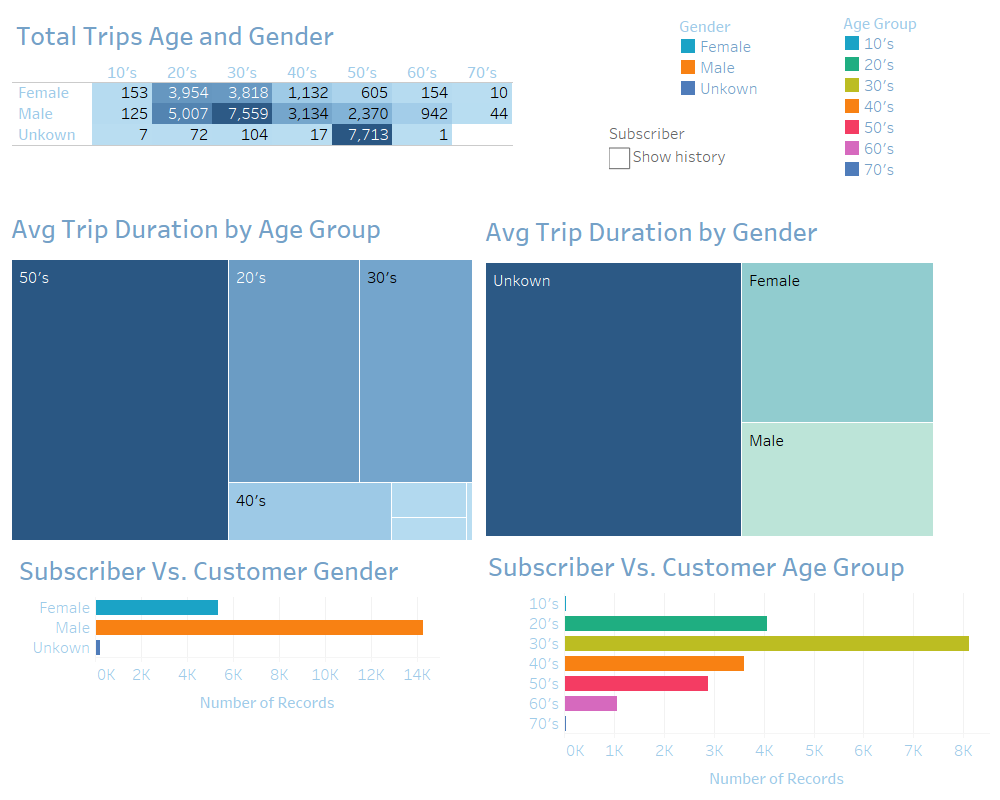 Total Trips Age and Gender
10's 20's 30's 40's 50's 60's 70's
Female 153 3,954 3,818 1,132 605 154 10
Male 125 5,007 7,559 3,134 2,370 942 44
Unkown 7 72 104 17 7,713 1
Gender
Female
Male
Unkown
Subscriber
Show history
Age Group
10's
20's
30's
40's
50's
60's
70's
Avg Trip Duration by Age Group
50's
20's
30's
40's
Avg Trip Duration by Gender
Unkown
Female
Male
Subscriber Vs. Customer Gender
Female
Male
Unkown
0K 2K 4K 6K 8K 10K 12K 14K
Number of Records
Subscriber Vs. Customer Age Group
10's
20's
30's
40's
50's
60's
70's
0K 1K 2K 3K 4K 5K 6K 7K 8K
Number of Records